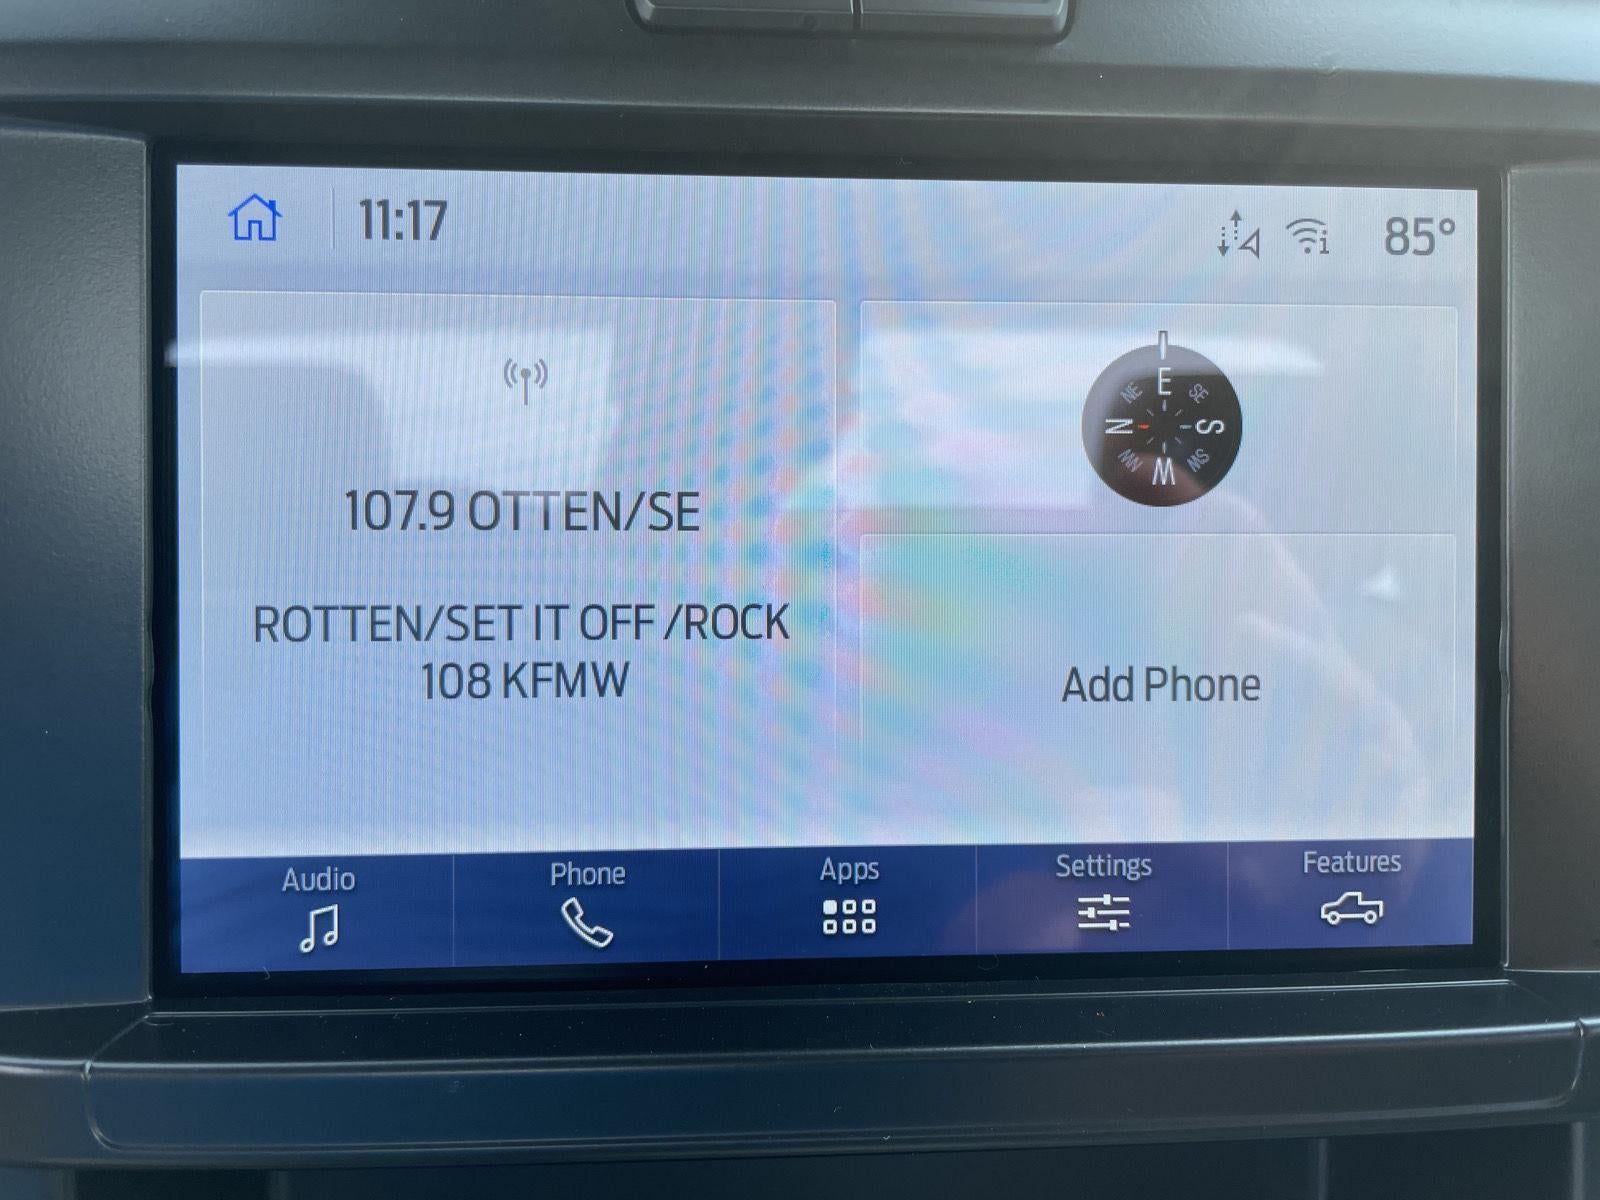 11:17
85°
107.9 OTTEN/SE
ROTTEN/SET IT OFF /ROCK
108 KFMW
E
NE
SE
N
S
NW
SW
W
Add Phone
Audio
Phone
Apps
Settings
Features